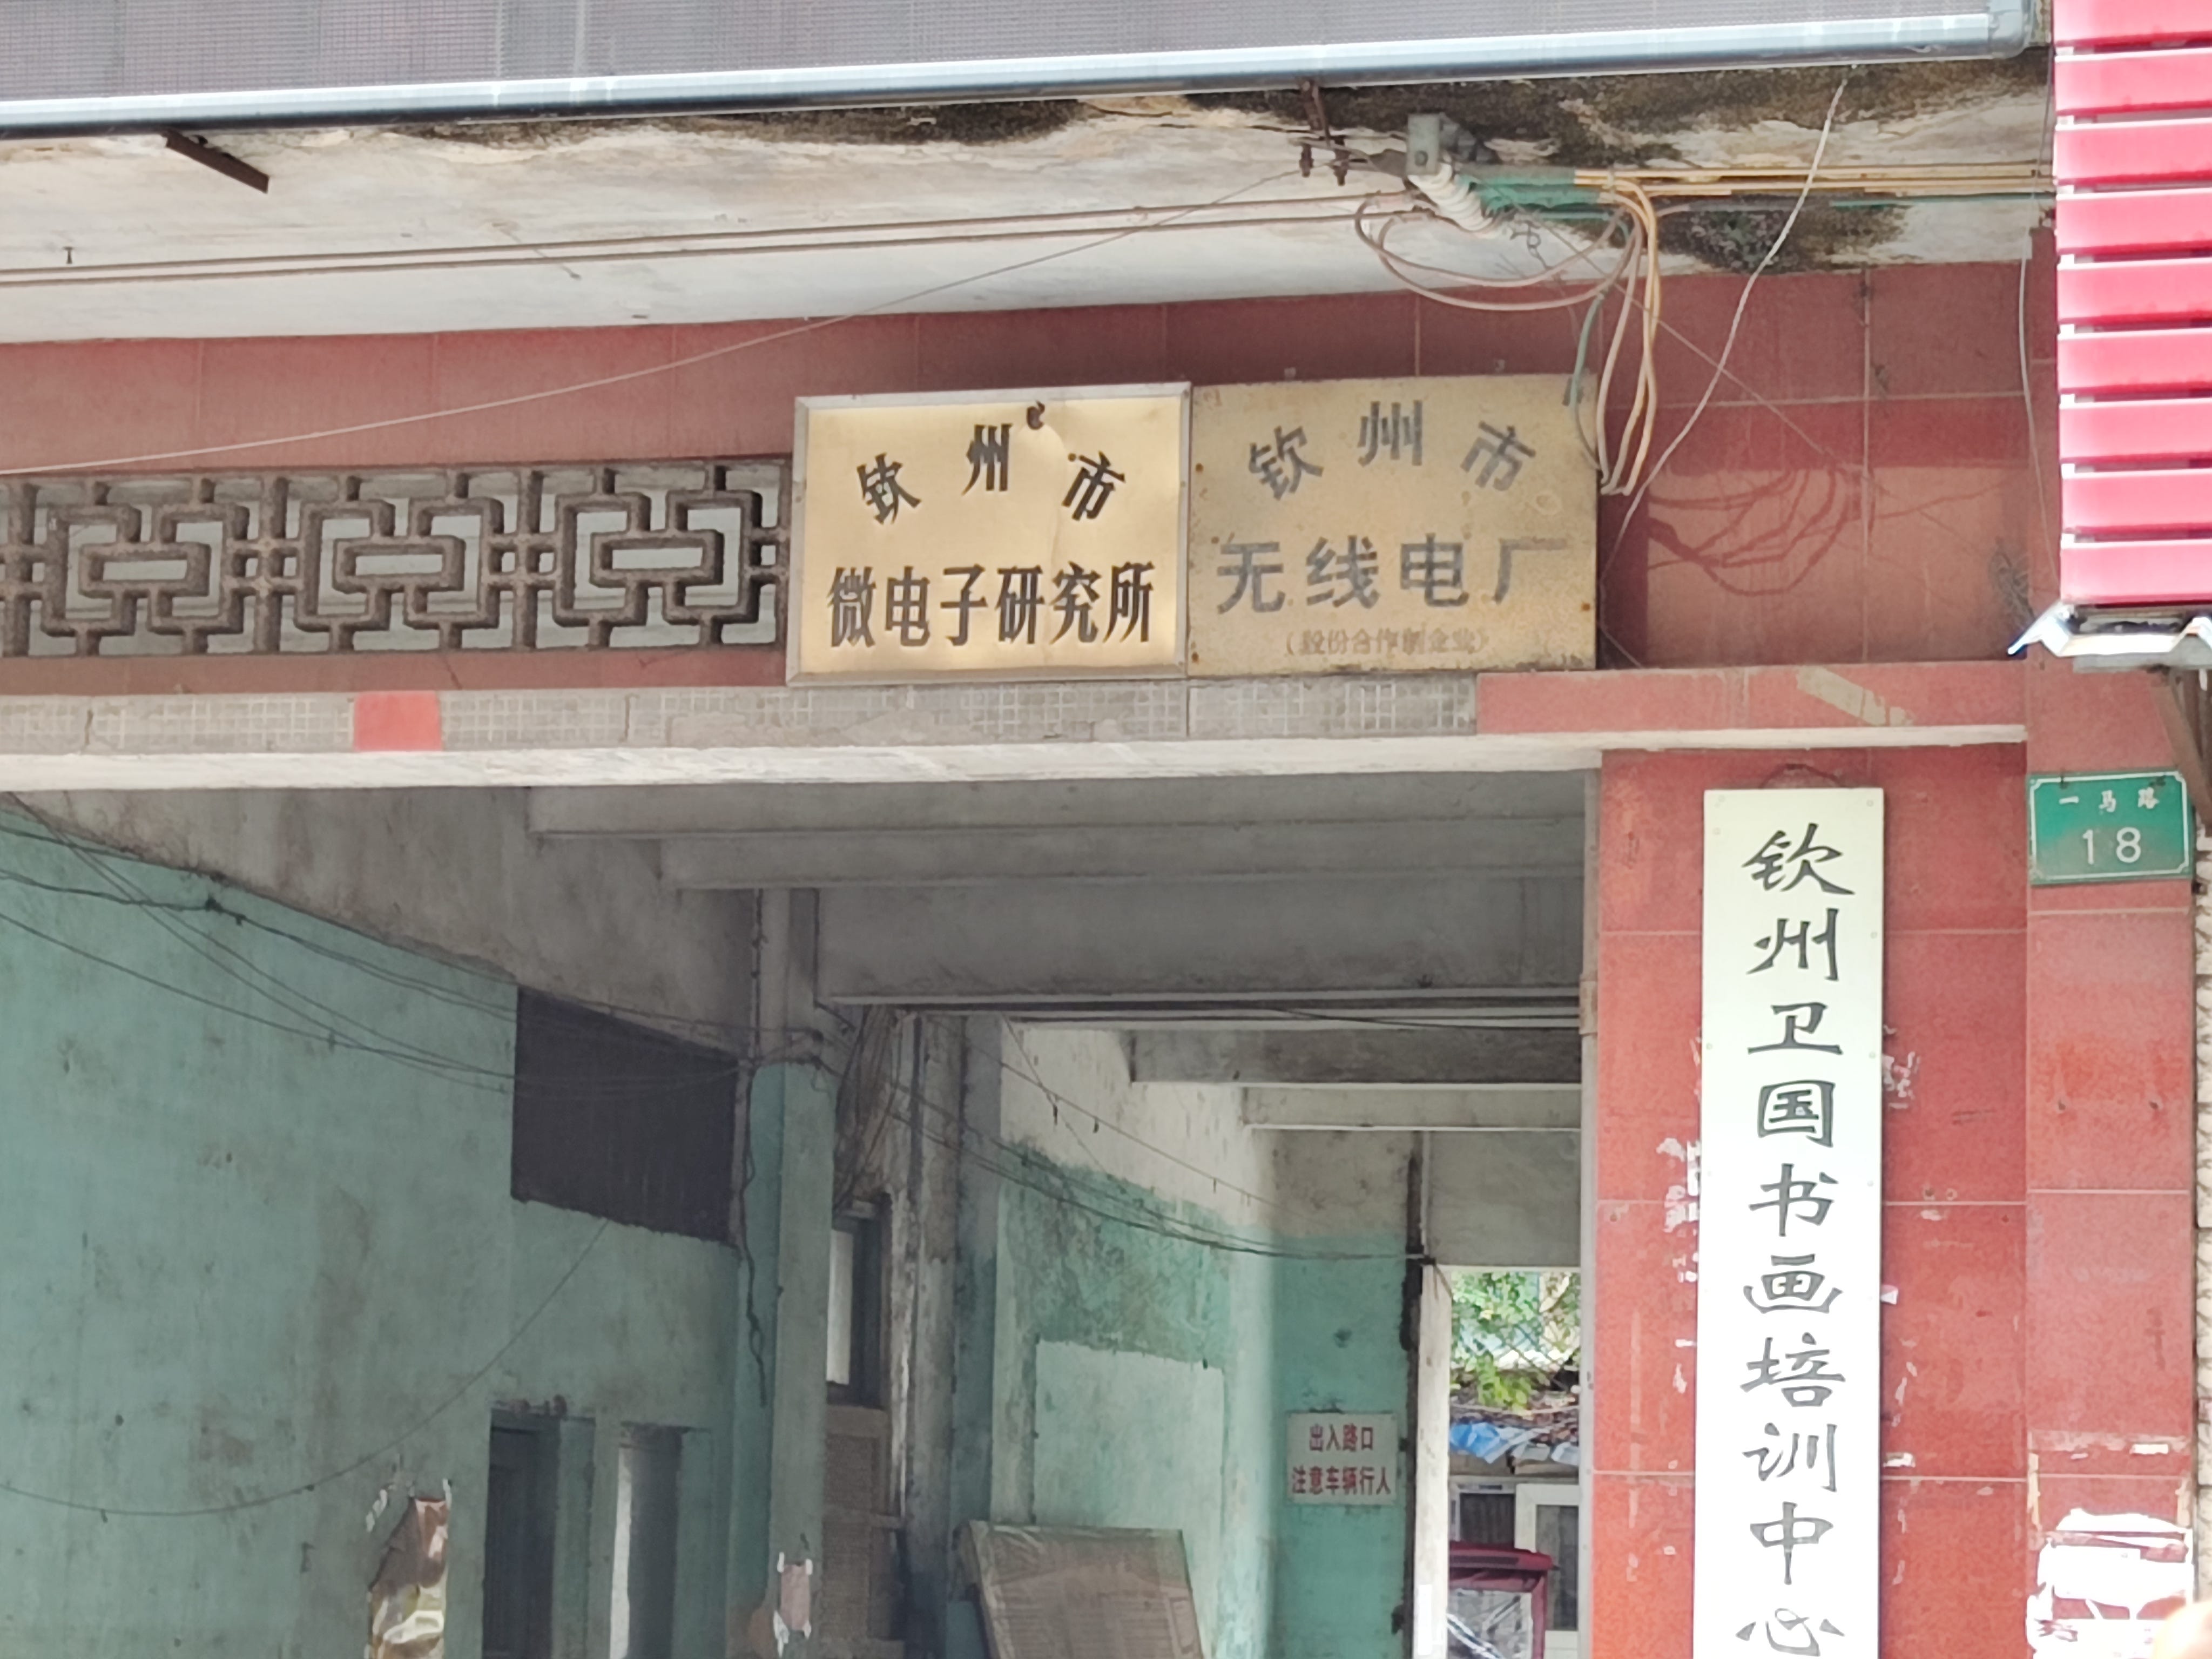 钦州市
微电子研究所
钦州市
无线电厂
（股份合作制企业）
一马路
18
钦州卫国书画培训中心
出入路口
注意车辆行人